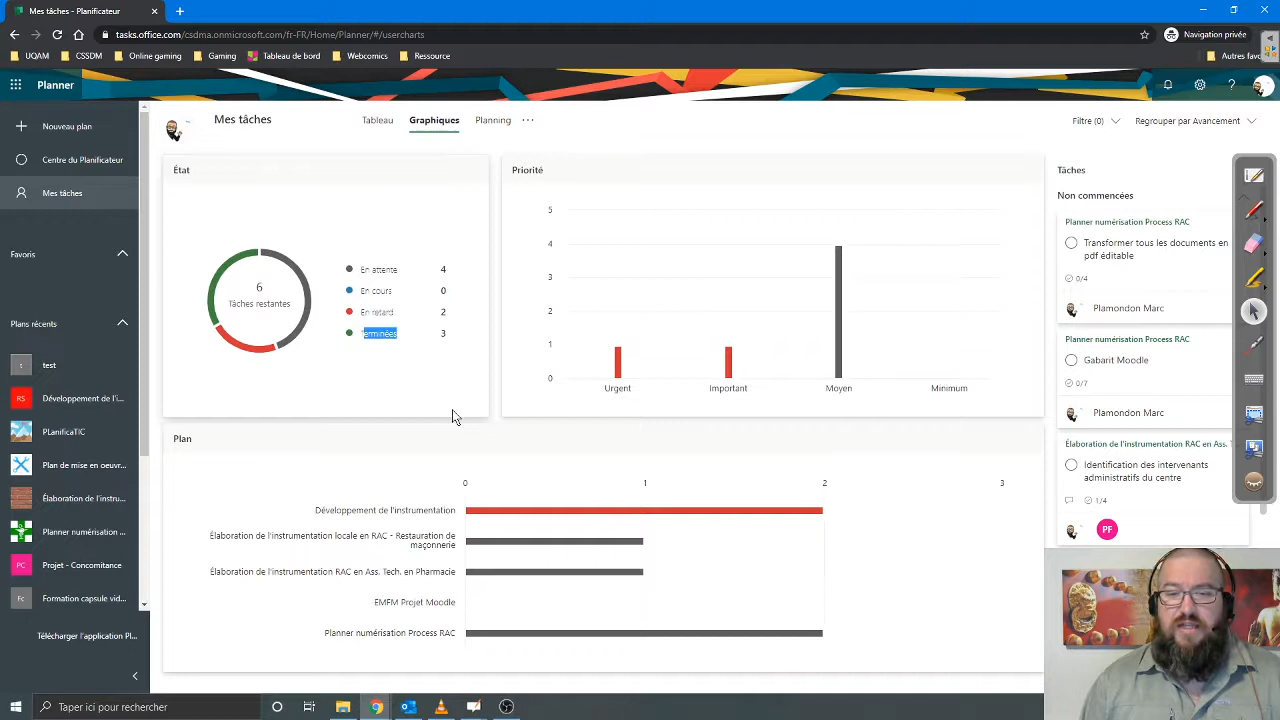 Mes tâches - Planificateur
tasks.office.com/csdma.onmicrosoft.com/fr-FR/Home/Planner/#/usercharts
Navigation privée
UQAM
CSSDM
Online gaming
Gaming
Tableau de bord
Webcomics
Ressource
Autres favo
Planner
Nouveau plan
Centre du Planificateur
Mes tâches
Favoris
Plans récents
t
test
RS
Développement de l'i...
PLanificaTIC
Plan de mise en oeuvr...
Élaboration de l'instru...
Planner numérisation ...
PC
Projet - Concomitance
Fc
Formation capsule vid...
Télécharger l'application Pl...
Mes tâches
Tableau
Graphiques
Planning
Filtre (0)
Regrouper par Avancement
État
6
Tâches restantes
En attente 4
En cours 0
En retard 2
Terminées 3
Priorité
5
4
3
2
1
0
Urgent
Important
Moyen
Minimum
Plan
0 1 2 3
Développement de l'instrumentation
Élaboration de l'instrumentation locale en RAC - Restauration de
maçonnerie
Élaboration de l'instrumentation RAC en Ass. Tech. en Pharmacie
EMFM Projet Moodle
Planner numérisation Process RAC
Tâches
Non commencées
Planner numérisation Process RAC
Transformer tous les documents en
pdf éditable
0/4
Plamondon Marc
Planner numérisation Process RAC
Gabarit Moodle
0/7
Plamondon Marc
Élaboration de l'instrumentation RAC en Ass. T
Identification des intervenants
administratifs du centre
1/4
PF
Taper ici pour rechercher